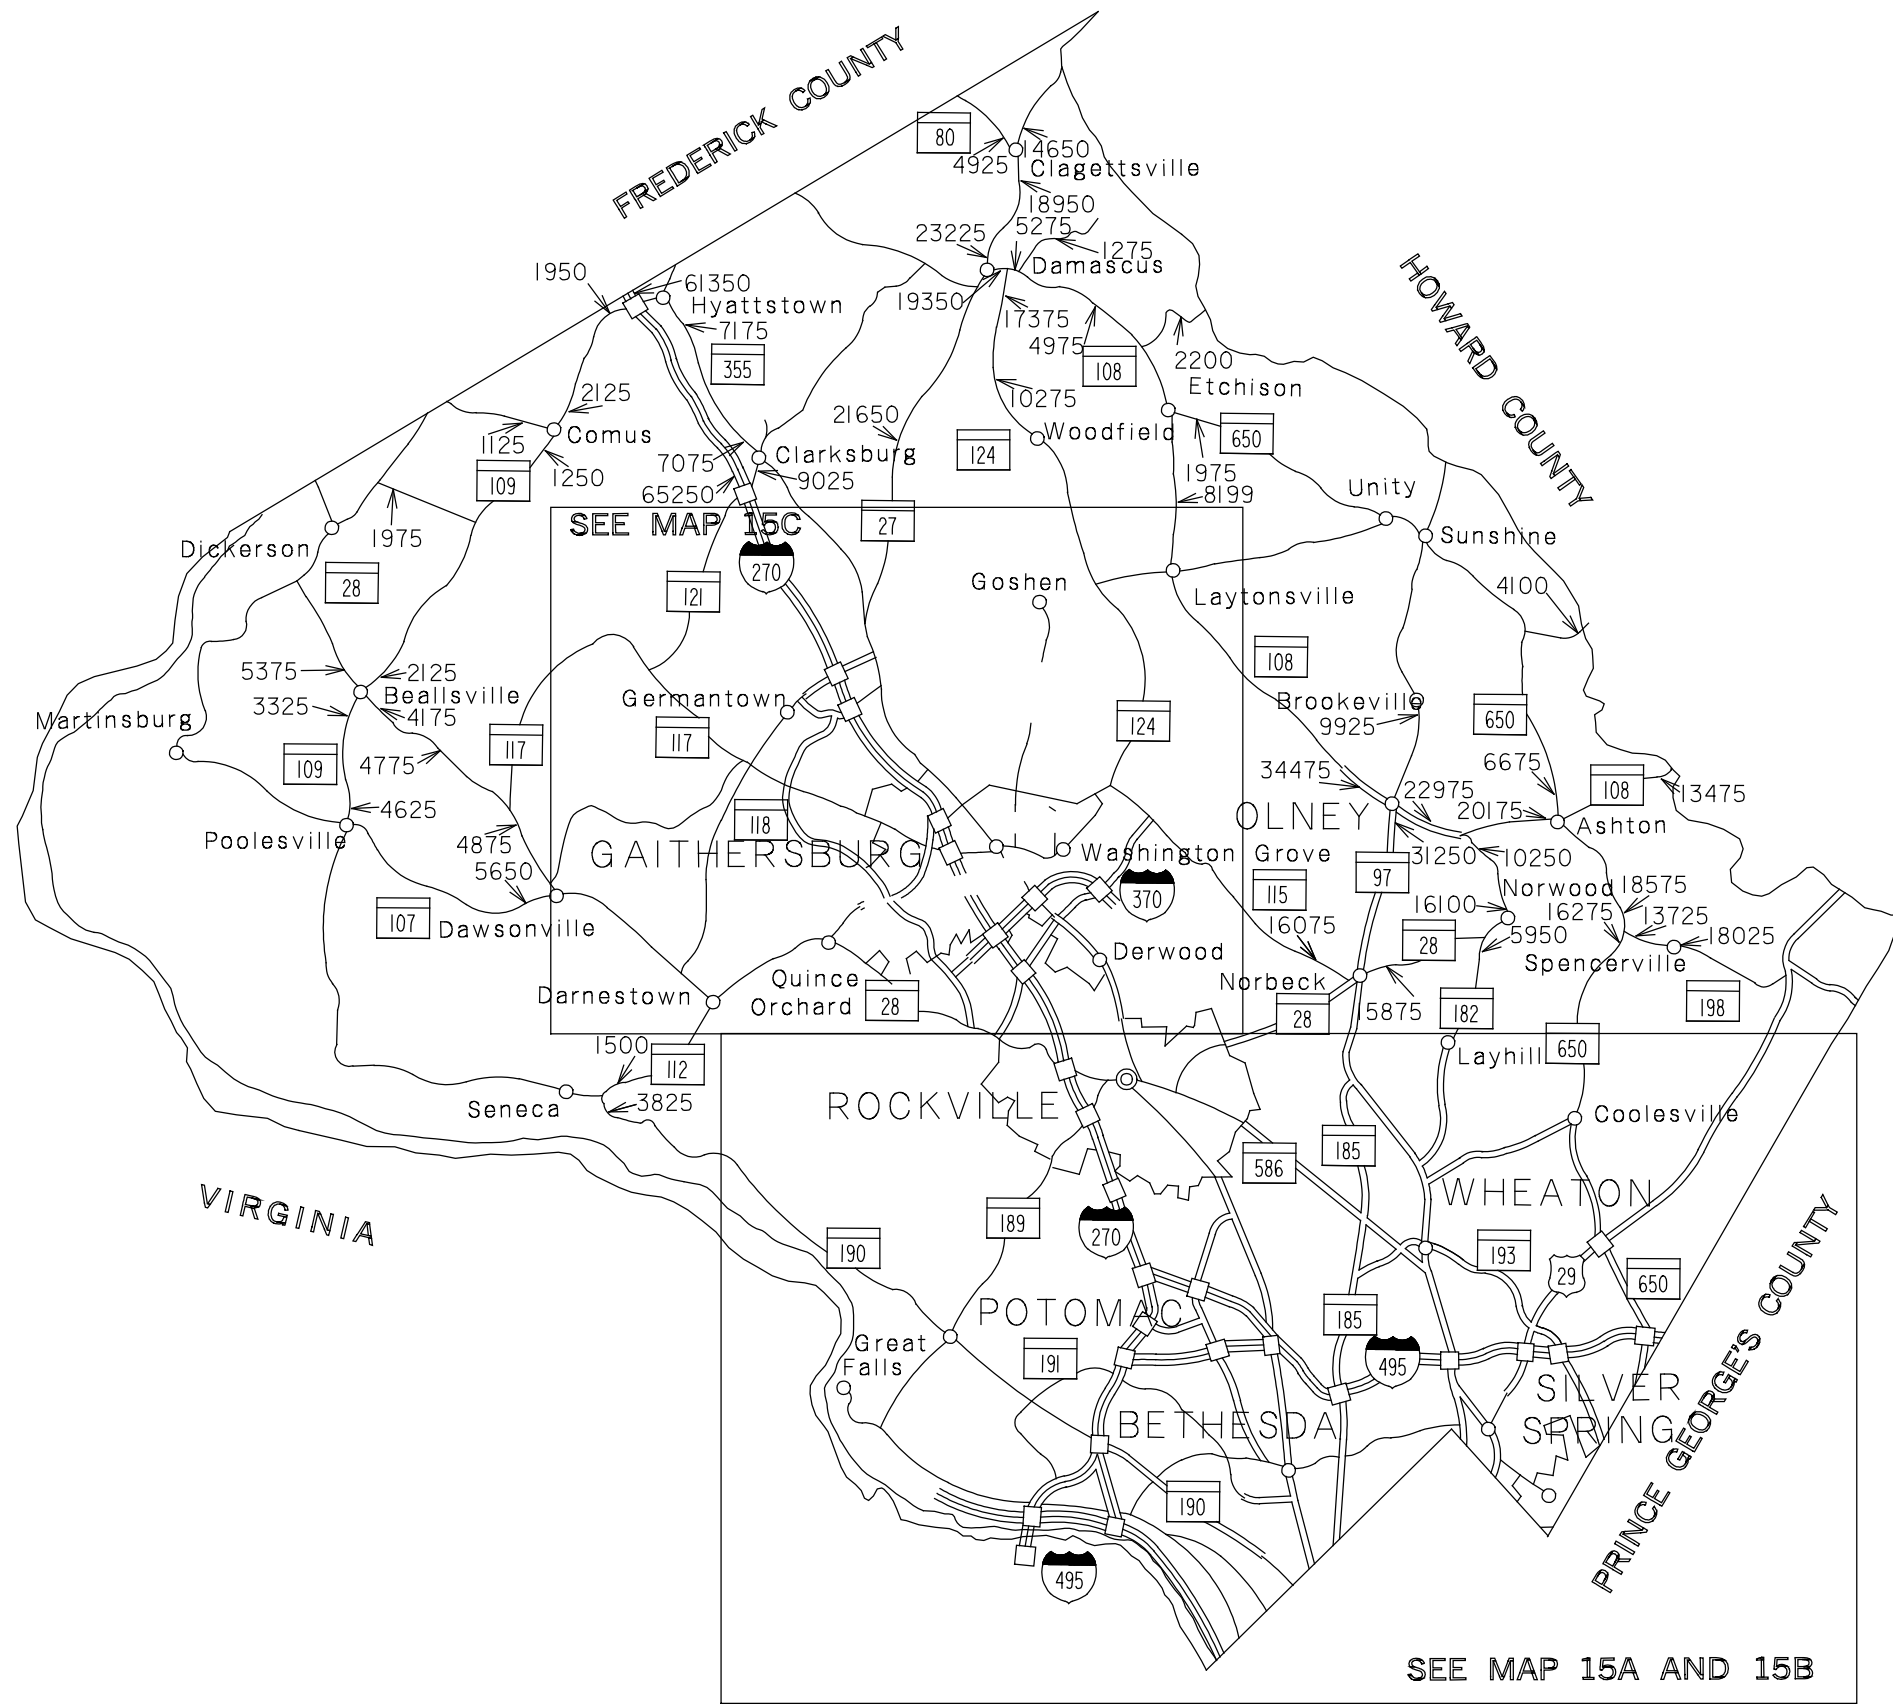 FREDERICK COUNTY
80
4925
14650
Clagettsville
18950
23225
5275
1275
Damascus
1950
61350
Hyattstown
19350
17375
4975
7175
355
108
2200
Etchison
HOWARD COUNTY
2125
10275
1125
Comus
21650
124
Woodfield
650
109
1250
7075
Clarksburg
9025
65250
1975
8199
Unity
SEE MAP 15C
27
1975
Dickerson
270
Sunshine
28
121
Goshen
Laytonsville
4100
5375
2125
Beallsville
3325
4175
Martinsburg
Germantown
108
Brookeville
9925
650
117
117
124
109
4775
34475
6675
22975
108
13475
4625
118
OLNEY
20175
Ashton
Poolesville
4875
GAITHERSBURG
Washington Grove
31250
10250
5650
370
115
97
Norwood
18575
107
Dawsonville
16100
16275
13725
16075
28
5950
18025
Derwood
Spencerville
Quince
Orchard
Darnestown
28
Norbeck
28
15875
182
198
1500
112
Layhill
650
Seneca
3825
ROCKVILLE
Coolesville
586
185
VIRGINIA
WHEATON
189
270
190
193
29
650
POTOMAC
185
Great
Falls
191
495
SILVER
SPRING
BETHESDA
PRINCE GEORGE'S COUNTY
190
495
SEE MAP 15A AND 15B